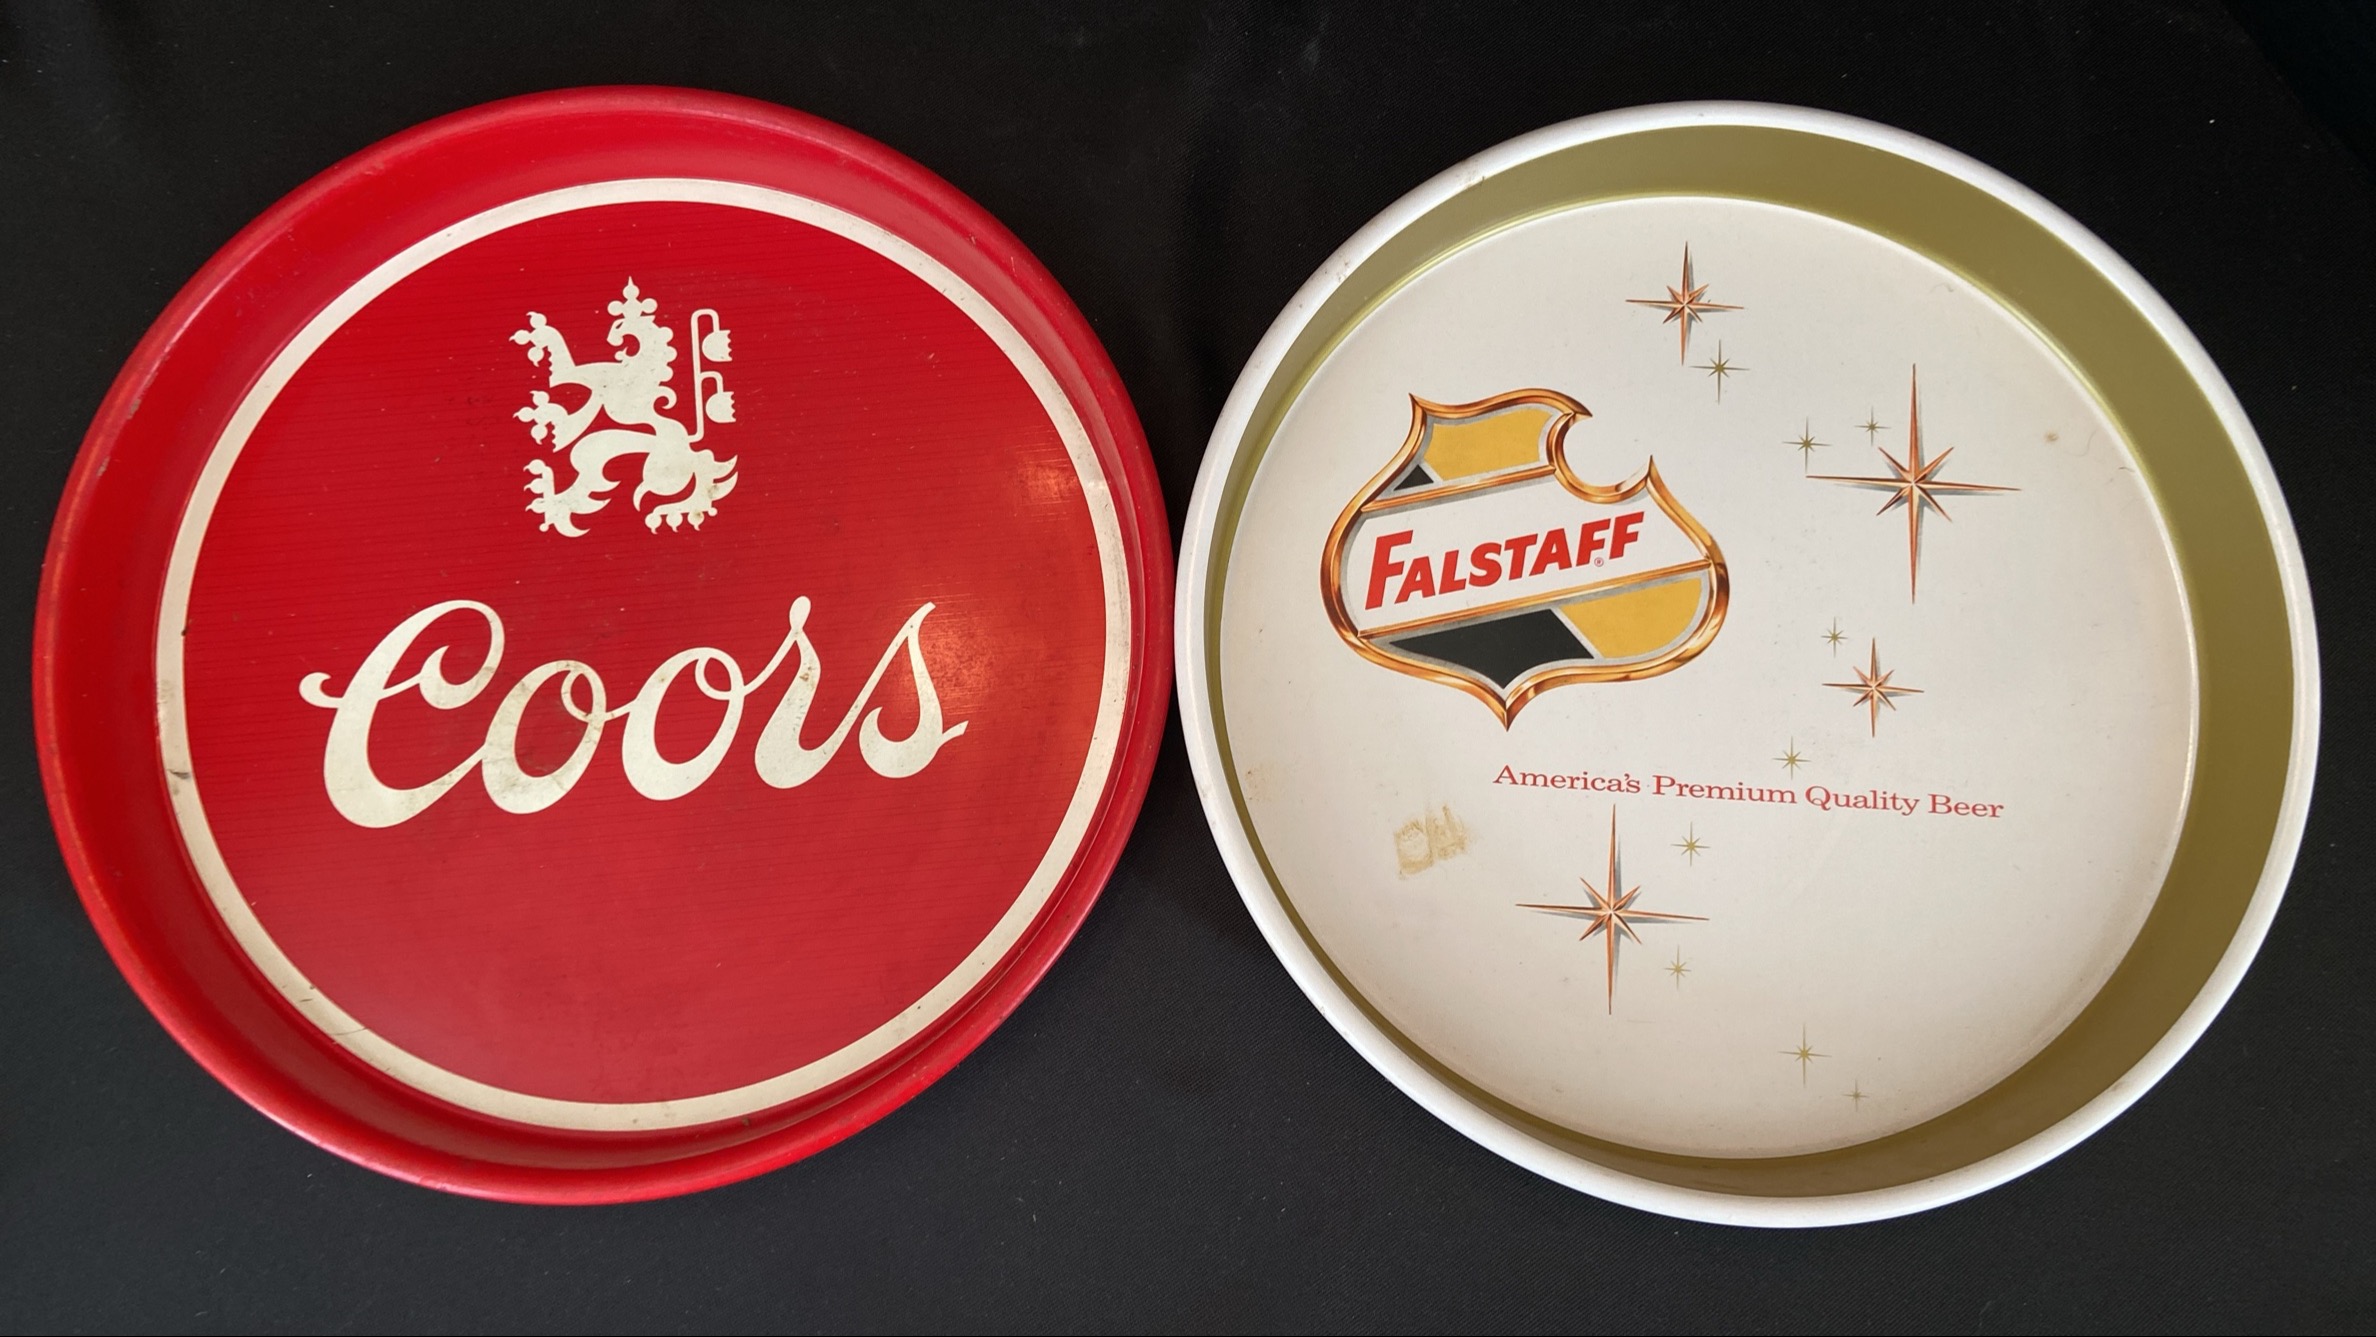 Coors
FALSTAFF®
America's Premium Quality Beer